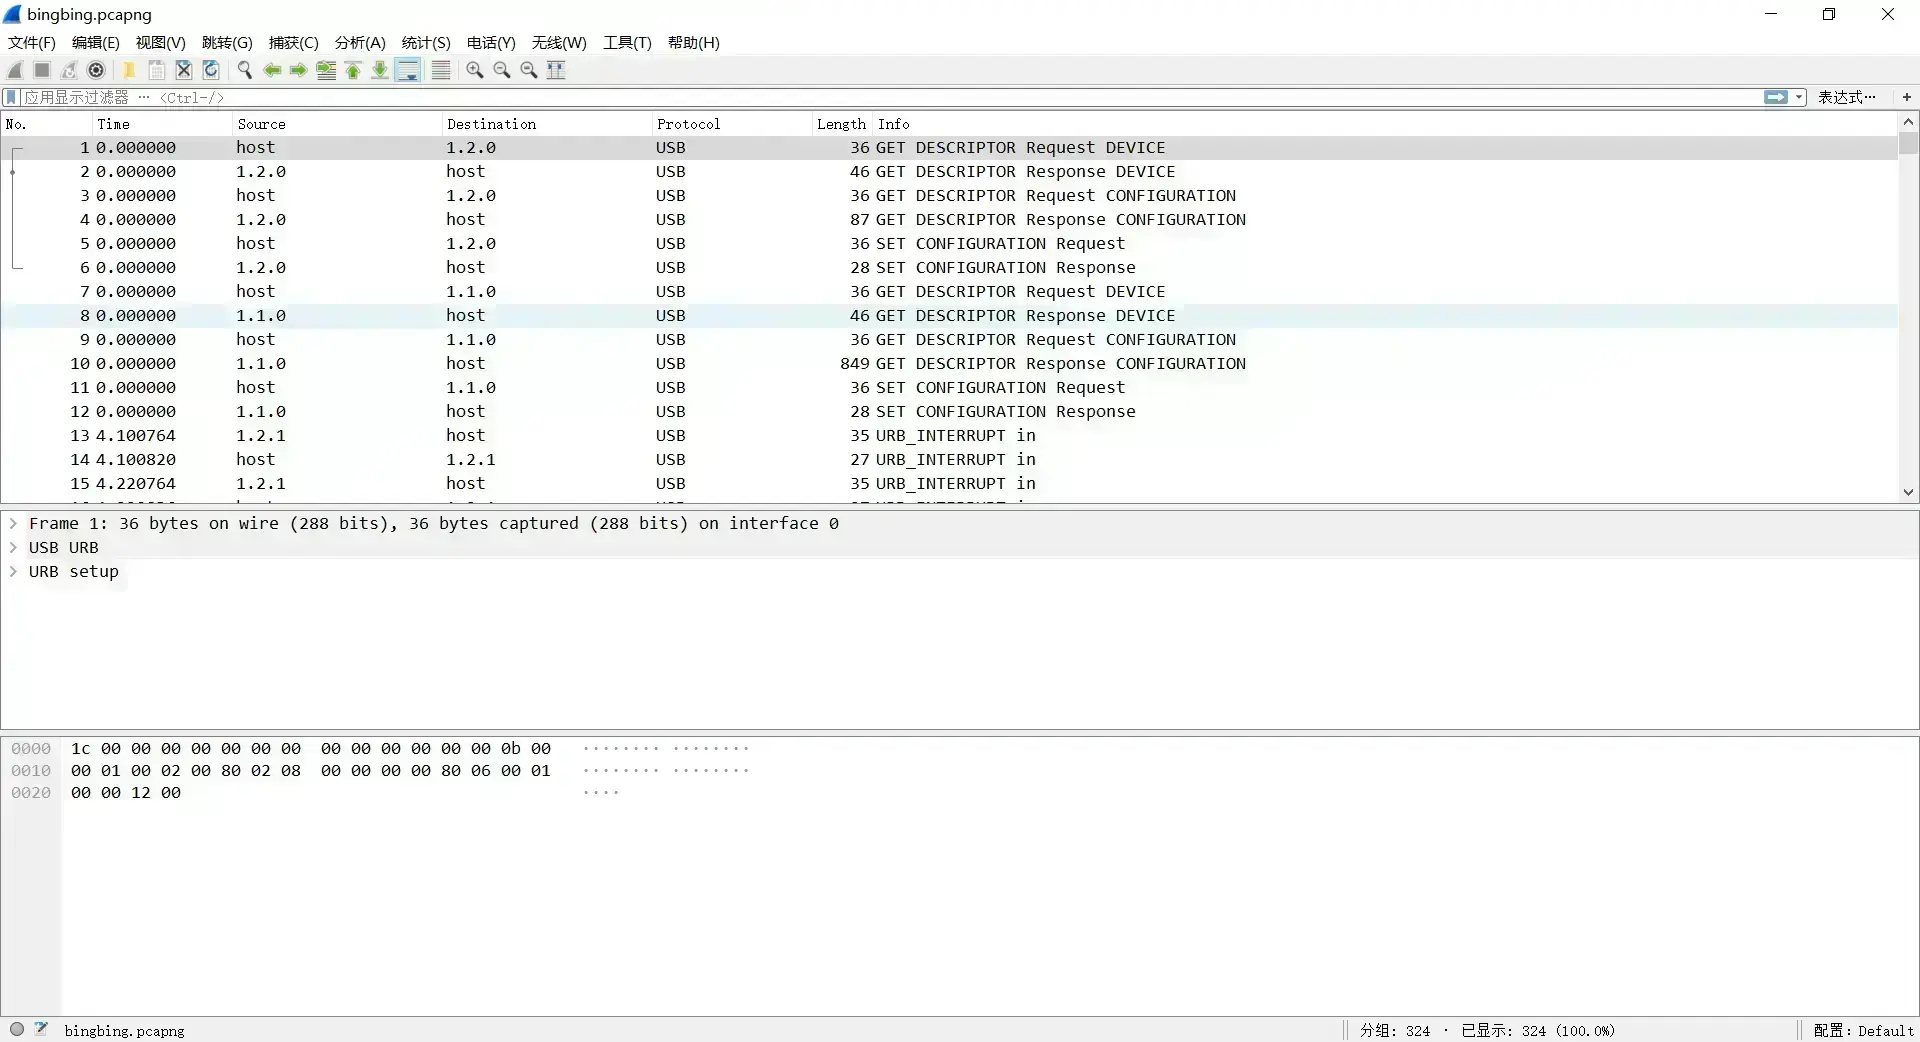 bingbing.pcapng
文件(F) 编辑(E) 视图(V) 跳转(G) 捕获(C) 分析(A) 统计(S) 电话(Y) 无线(W) 工具(T) 帮助(H)
应用显示过滤器 … <Ctrl-/> 表达式… +
No. Time Source Destination Protocol Length Info
1 0.000000 host 1.2.0 USB 36 GET DESCRIPTOR Request DEVICE
2 0.000000 1.2.0 host USB 46 GET DESCRIPTOR Response DEVICE
3 0.000000 host 1.2.0 USB 36 GET DESCRIPTOR Request CONFIGURATION
4 0.000000 1.2.0 host USB 87 GET DESCRIPTOR Response CONFIGURATION
5 0.000000 host 1.2.0 USB 36 SET CONFIGURATION Request
6 0.000000 1.2.0 host USB 28 SET CONFIGURATION Response
7 0.000000 host 1.1.0 USB 36 GET DESCRIPTOR Request DEVICE
8 0.000000 1.1.0 host USB 46 GET DESCRIPTOR Response DEVICE
9 0.000000 host 1.1.0 USB 36 GET DESCRIPTOR Request CONFIGURATION
10 0.000000 1.1.0 host USB 849 GET DESCRIPTOR Response CONFIGURATION
11 0.000000 host 1.1.0 USB 36 SET CONFIGURATION Request
12 0.000000 1.1.0 host USB 28 SET CONFIGURATION Response
13 4.100764 1.2.1 host USB 35 URB_INTERRUPT in
14 4.100820 host 1.2.1 USB 27 URB_INTERRUPT in
15 4.220764 1.2.1 host USB 35 URB_INTERRUPT in
> Frame 1: 36 bytes on wire (288 bits), 36 bytes captured (288 bits) on interface 0
> USB URB
> URB setup
0000 1c 00 00 00 00 00 00 00 00 00 00 00 00 00 0b 00 ········ ········
0010 00 01 00 02 00 80 02 08 00 00 00 00 80 06 00 01 ········ ········
0020 00 00 12 00 ····
bingbing.pcapng 分组: 324 · 已显示: 324 (100.0%) 配置: Default